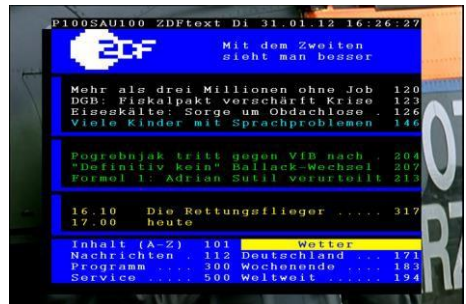 P100SAU100 ZDFtext Di 31.01.12 16:26:27
ZDF
Mit dem Zweiten
sieht man besser
Mehr als drei Millionen ohne Job 120
DGB: Fiskalpakt verschärft Krise 123
Eiseskälte: Sorge um Obdachlose . 126
Viele Kinder mit Sprachproblemen 146
Pogrebnjak tritt gegen VfB nach . 204
"Definitiv kein" Ballack-Wechsel . 207
Formel 1: Adrian Sutil verurteilt 213
16.10 Die Rettungsflieger ..... 317
17.00 heute
Inhalt (A-Z) 101 Wetter
Nachrichten . 112 Deutschland ... 171
Programm .... 300 Wochenende .... 183
Service ..... 500 Weltweit ...... 194